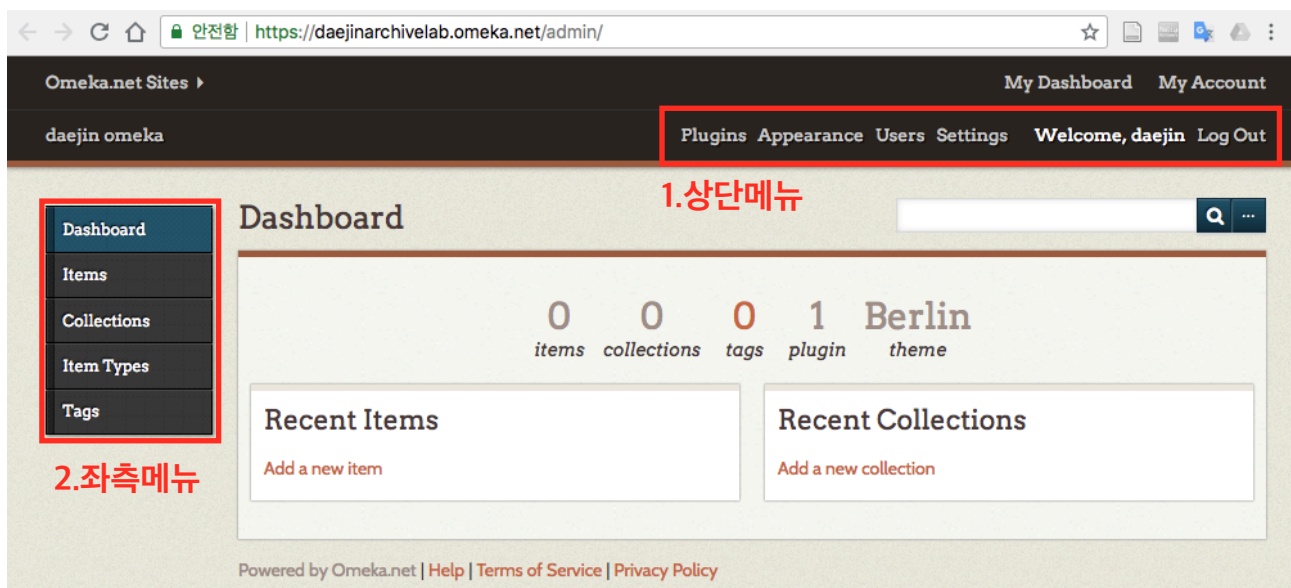 안전함 https://daejinarchivelab.omeka.net/admin/
Omeka.net Sites My Dashboard My Account
daejin omeka Plugins Appearance Users Settings Welcome, daejin Log Out
1.상단메뉴
Dashboard
Items
Collections
Item Types
Tags
2.좌측메뉴
Dashboard
...
0 0 0 1 Berlin
items collections tags plugin theme
Recent Items
Add a new item
Recent Collections
Add a new collection
Powered by Omeka.net | Help | Terms of Service | Privacy Policy